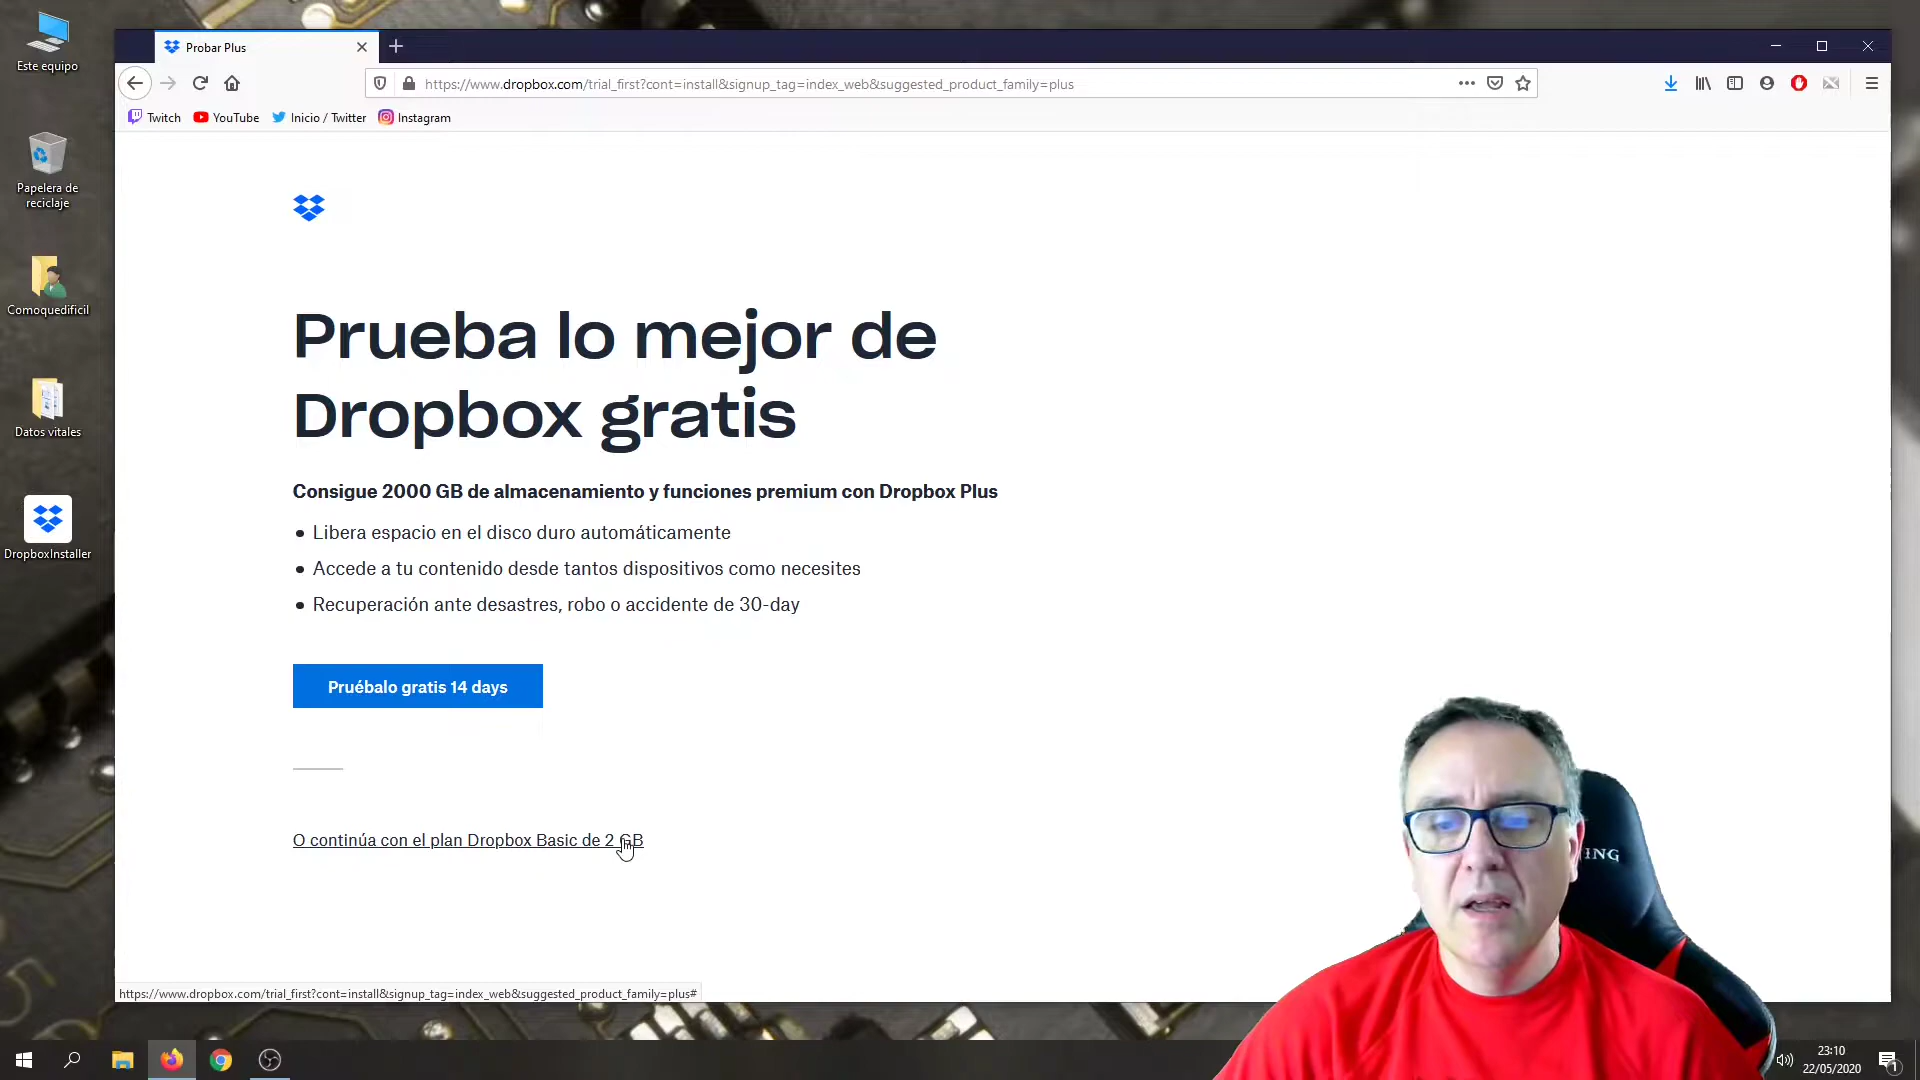 Este equipo
Papelera de
reciclaje
Comoquedificil
Datos vitales
DropboxInstaller
Probar Plus
https://www.dropbox.com/trial_first?cont=install&signup_tag=index_web&suggested_product_family=plus
Twitch
YouTube
Inicio / Twitter
Instagram
Prueba lo mejor de
Dropbox gratis
Consigue 2000 GB de almacenamiento y funciones premium con Dropbox Plus
• Libera espacio en el disco duro automáticamente
• Accede a tu contenido desde tantos dispositivos como necesites
• Recuperación ante desastres, robo o accidente de 30-day
Pruébalo gratis 14 days
O continúa con el plan Dropbox Basic de 2 GB
ING
https://www.dropbox.com/trial_first?cont=install&signup_tag=index_web&suggested_product_family=plus#
23:10
22/05/2020
1